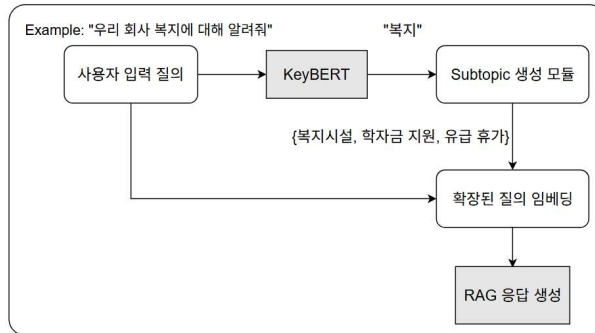 Example: "우리 회사 복지에 대해 알려줘"
"복지"
사용자 입력 질의
KeyBERT
Subtopic 생성 모듈
{복지시설, 학자금 지원, 유급 휴가}
확장된 질의 임베딩
RAG 응답 생성